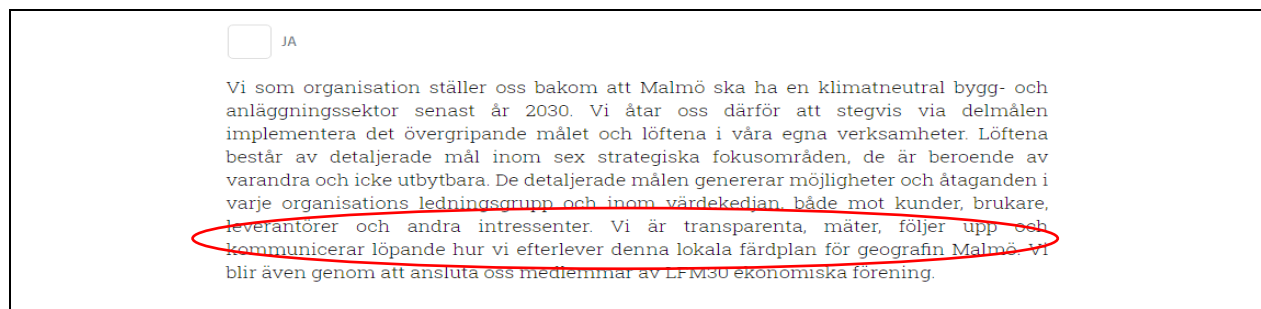 JA
Vi som organisation ställer oss bakom att Malmö ska ha en klimatneutral bygg- och
anläggningssektor senast år 2030. Vi åtar oss därför att stegvis via delmålen
implementera det övergripande målet och löftena i våra egna verksamheter. Löftena
består av detaljerade mål inom sex strategiska fokusområden, de är beroende av
varandra och icke utbytbara. De detaljerade målen genererar möjligheter och åtaganden i
varje organisations ledningsgrupp och inom värdekedjan, både mot kunder, brukare,
leverantörer och andra intressenter. Vi är transparenta, mäter, följer upp och
kommunicerar löpande hur vi efterlever denna lokala färdplan för geografin Malmö. Vi
blir även genom att ansluta oss medlemmar av LFM30 ekonomiska förening.